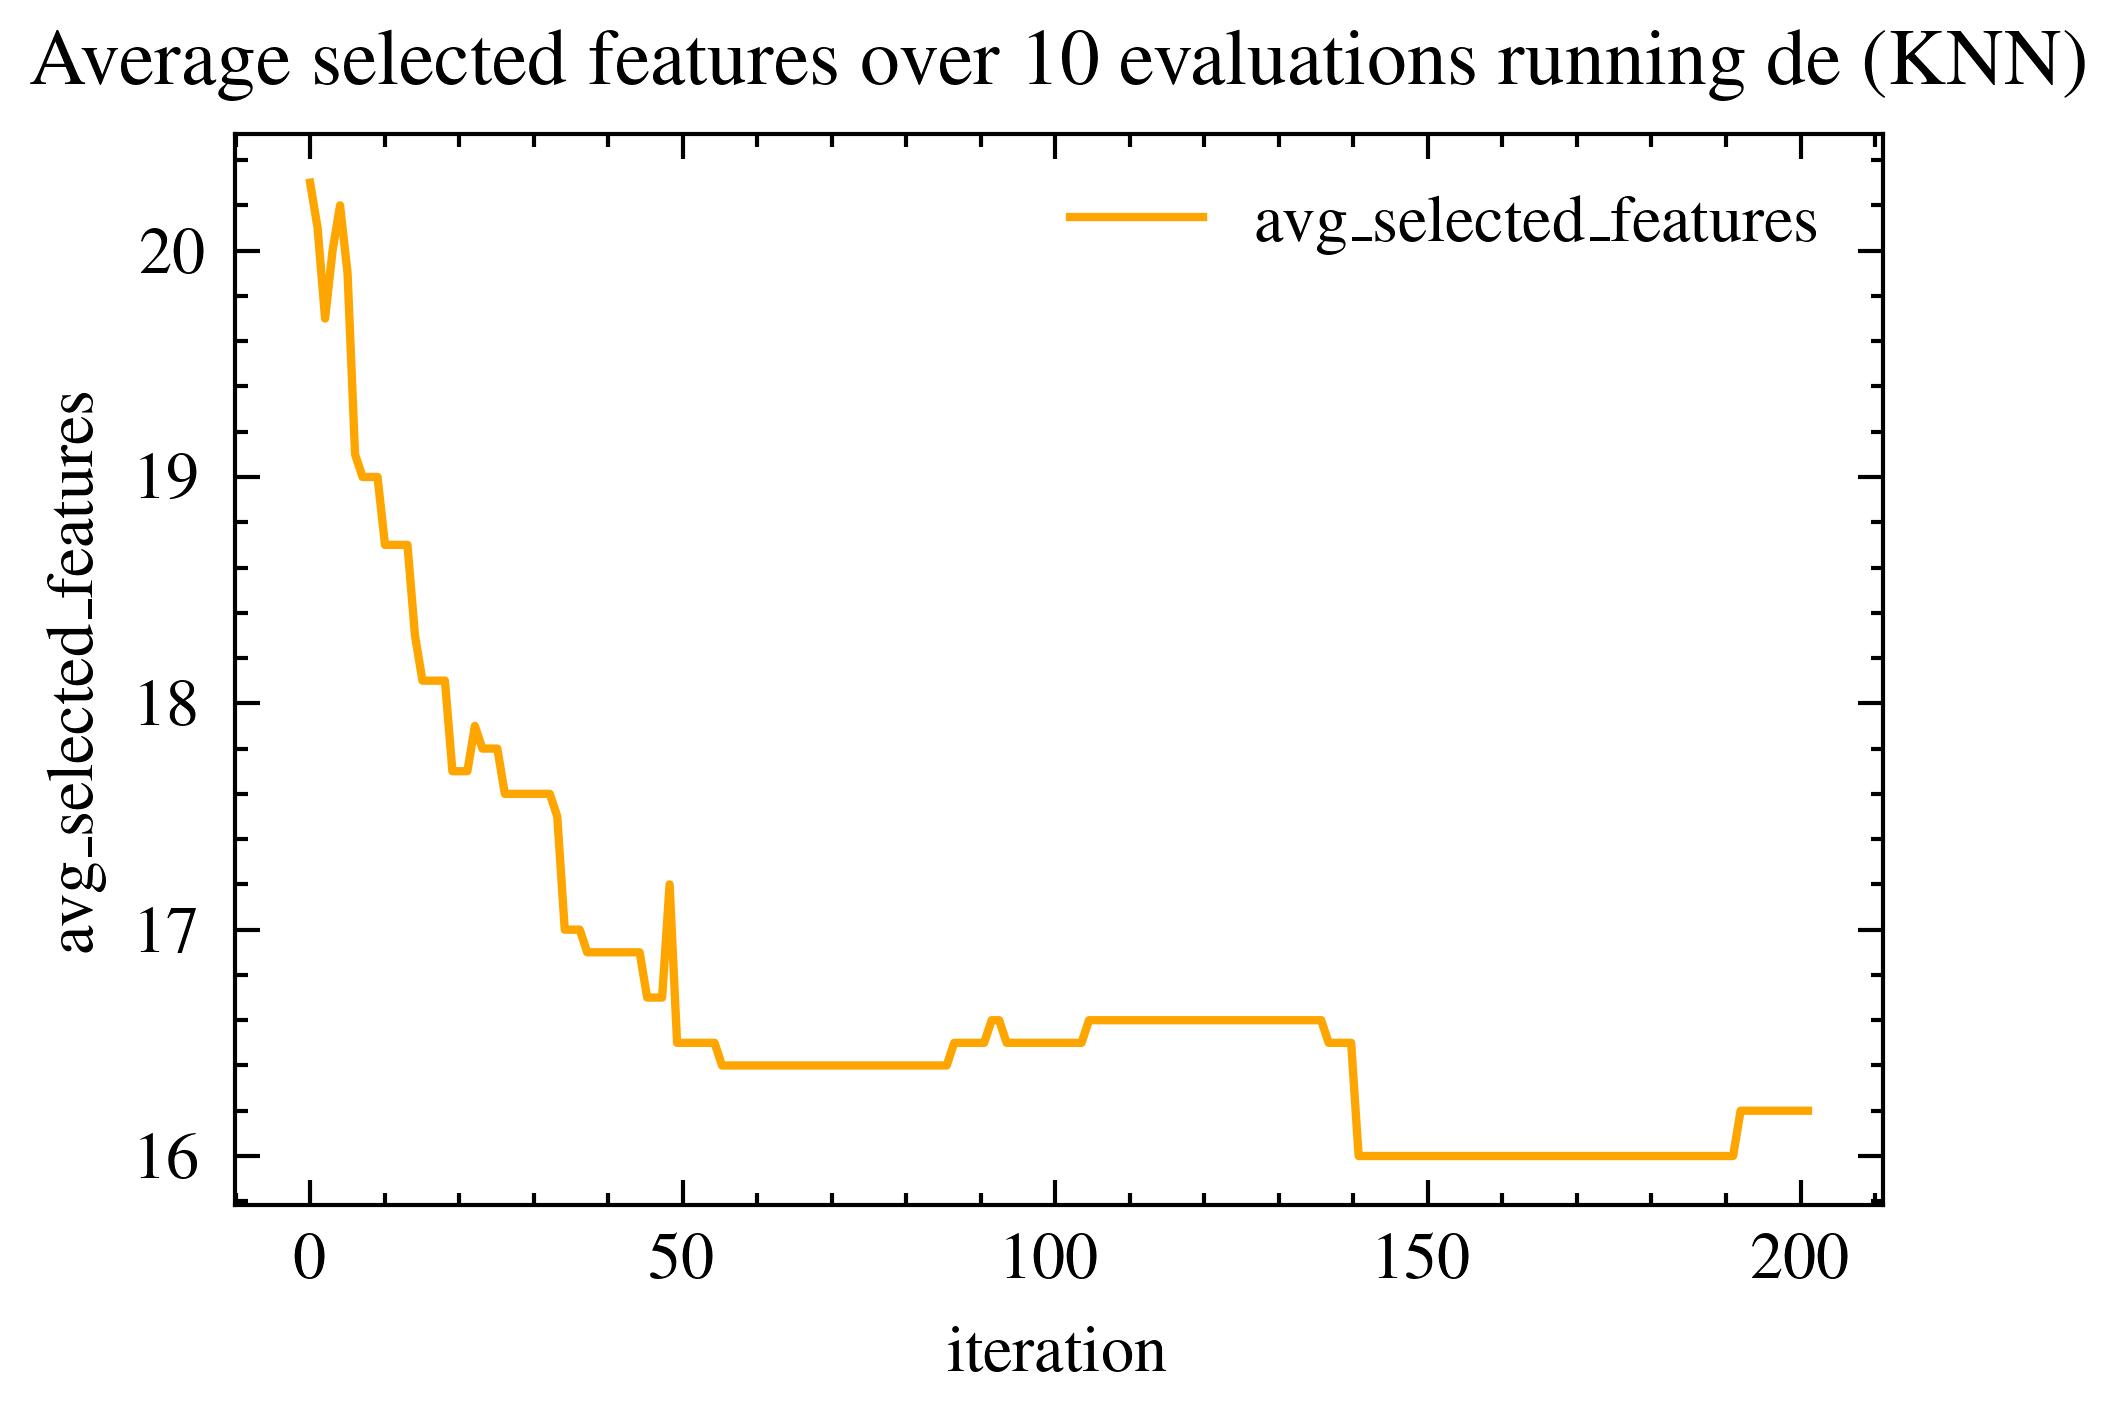 Average selected features over 10 evaluations running de (KNN)
avg_selected_features
20
19
18
17
16
avg_selected_features
0 50 100 150 200
iteration